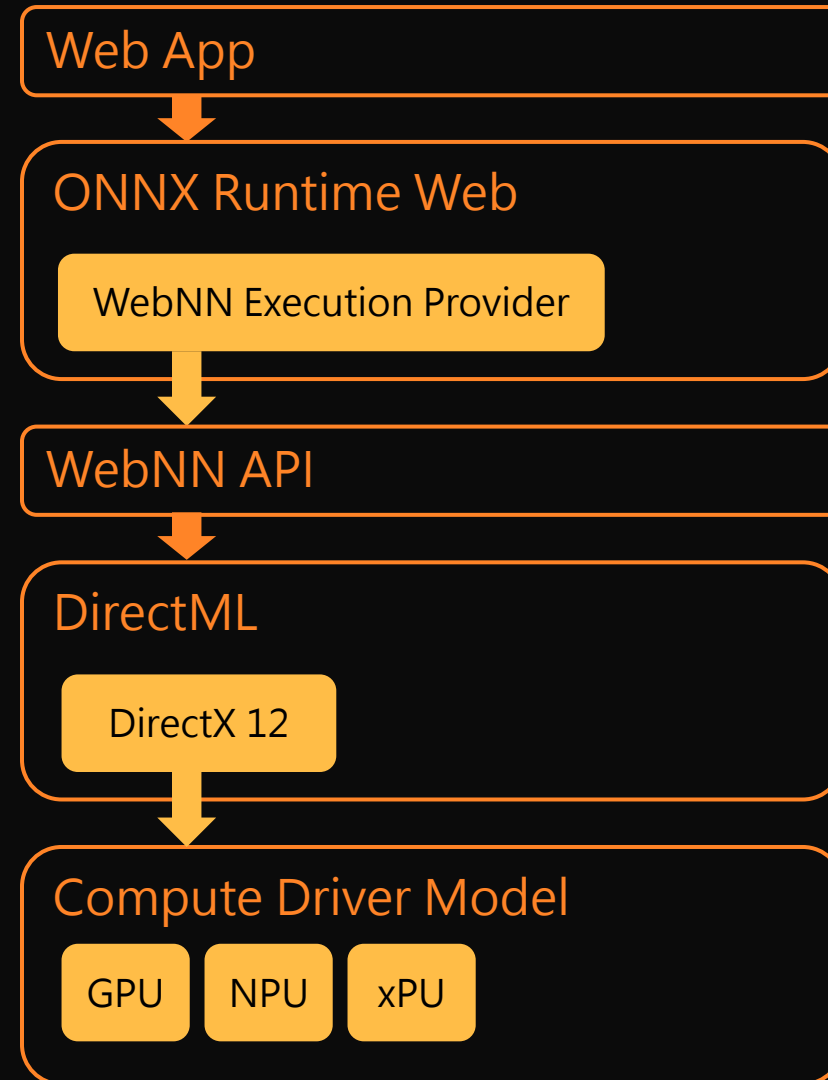 Web App
ONNX Runtime Web
WebNN Execution Provider
WebNN API
DirectML
DirectX 12
Compute Driver Model
GPU NPU xPU